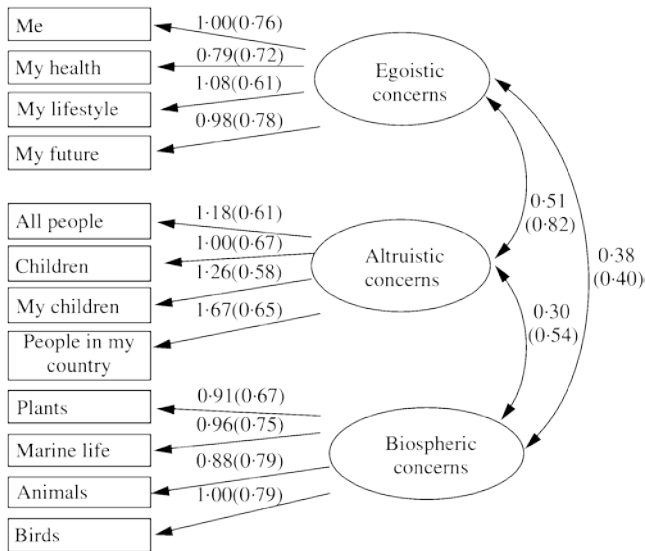 Me
1·00(0·76)
My health
0·79(0·72)
My lifestyle
1·08(0·61)
My future
0·98(0·78)
Egoistic
concerns
All people
1·18(0·61)
Children
1·00(0·67)
My children
1·26(0·58)
People in my
country
1·67(0·65)
Altruistic
concerns
Plants
0·91(0·67)
Marine life
0·96(0·75)
Animals
0·88(0·79)
Birds
1·00(0·79)
Biospheric
concerns
0·51
(0·82)
0·38
(0·40)
0·30
(0·54)